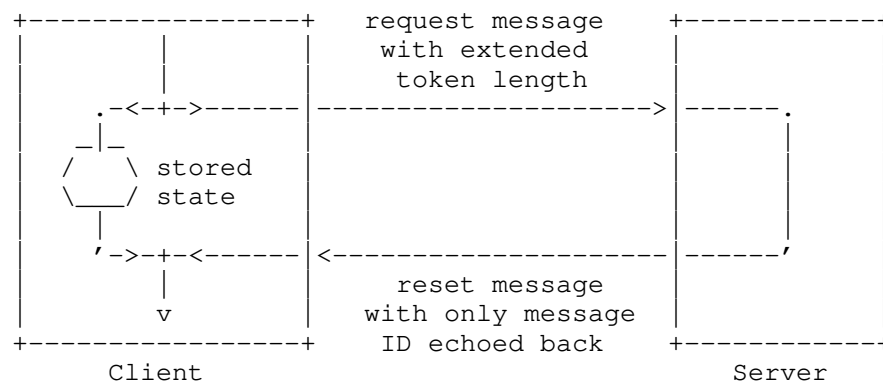 request message
with extended
token length
stored
state
reset message
with only message
ID echoed back
Client
Server